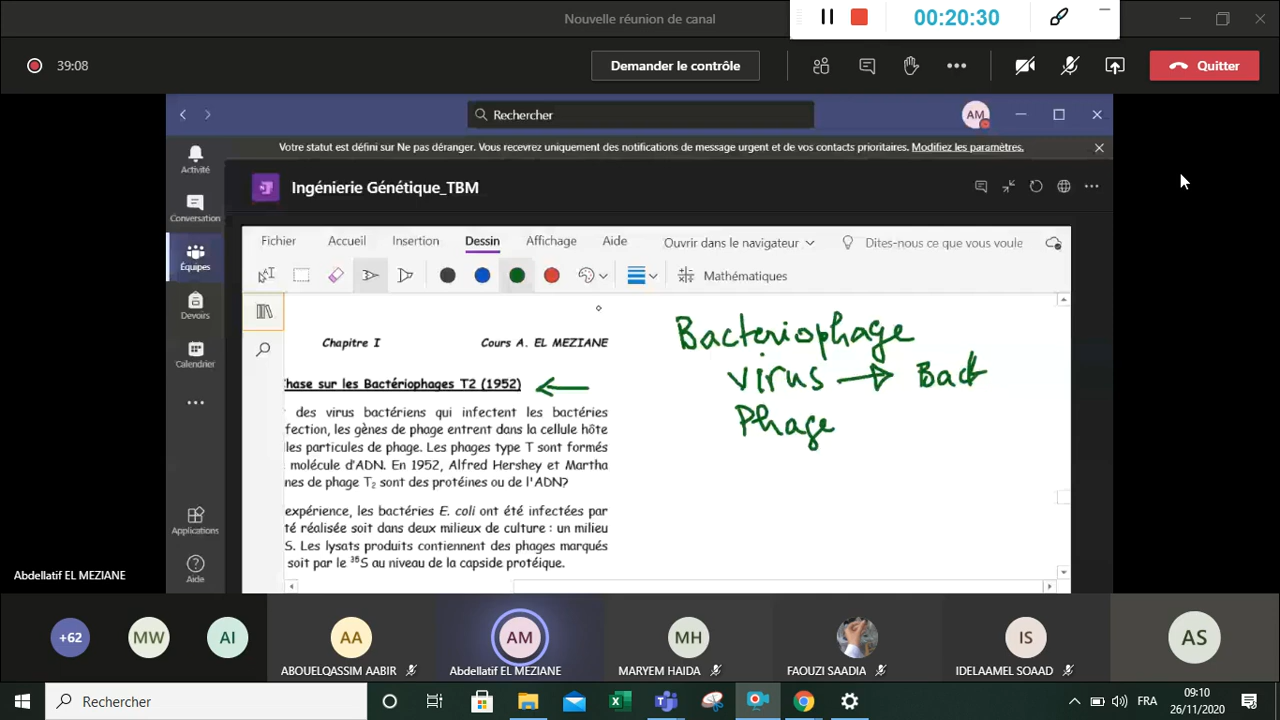 Nouvelle réunion de canal
00:20:30
39:08
Demander le contrôle
Quitter
Rechercher
AM
Votre statut est défini sur Ne pas déranger. Vous recevrez uniquement des notifications de message urgent et de vos contacts prioritaires. Modifiez les paramètres.
Activité
Conversation
Équipes
Devoirs
Calendrier
Applications
Aide
Ingénierie Génétique_TBM
Fichier Accueil Insertion Dessin Affichage Aide Ouvrir dans le navigateur Dites-nous ce que vous voule
Mathématiques
Chapitre I Cours A. EL MEZIANE
Chase sur les Bactériophages T2 (1952)
des virus bactériens qui infectent les bactéries
fection, les gènes de phage entrent dans la cellule hôte
les particules de phage. Les phages type T sont formés
molécule d'ADN. En 1952, Alfred Hershey et Martha
nes de phage T2 sont des protéines ou de l'ADN?
expérience, les bactéries E. coli ont été infectées par
té réalisée soit dans deux milieux de culture : un milieu
S. Les lysats produits contiennent des phages marqués
soit par le 35S au niveau de la capside protéique.
Bacteriophage
virus → Bact
Phage
Abdellatif EL MEZIANE
+62
MW
AI
AA
ABOUELQASSIM AABIR
AM
Abdellatif EL MEZIANE
MH
MARYEM HAIDA
FAOUZI SAADIA
IS
IDELAAMEL SOAAD
AS
Rechercher
FRA
09:10
26/11/2020